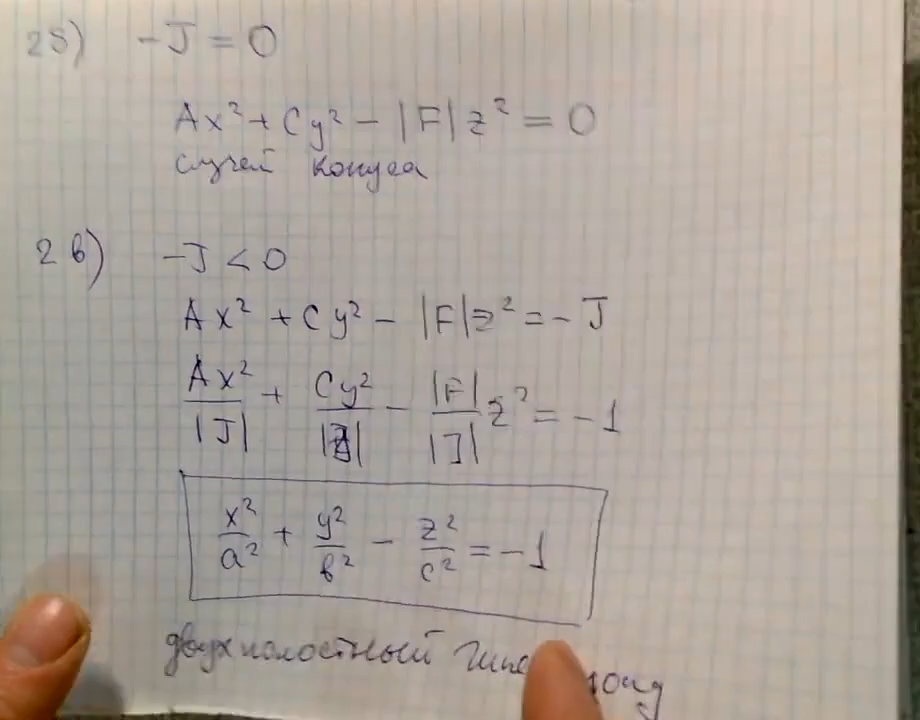 2б) -J = 0
Ax² + Cy² - |F|z² = 0
случай конуса
2в) -J < 0
Ax² + Cy² - |F|z² = -J
Ax²/|J| + Cy²/|J| - |F|/|J| z² = -1
x²/a² + y²/b² - z²/c² = -1
двухполостный